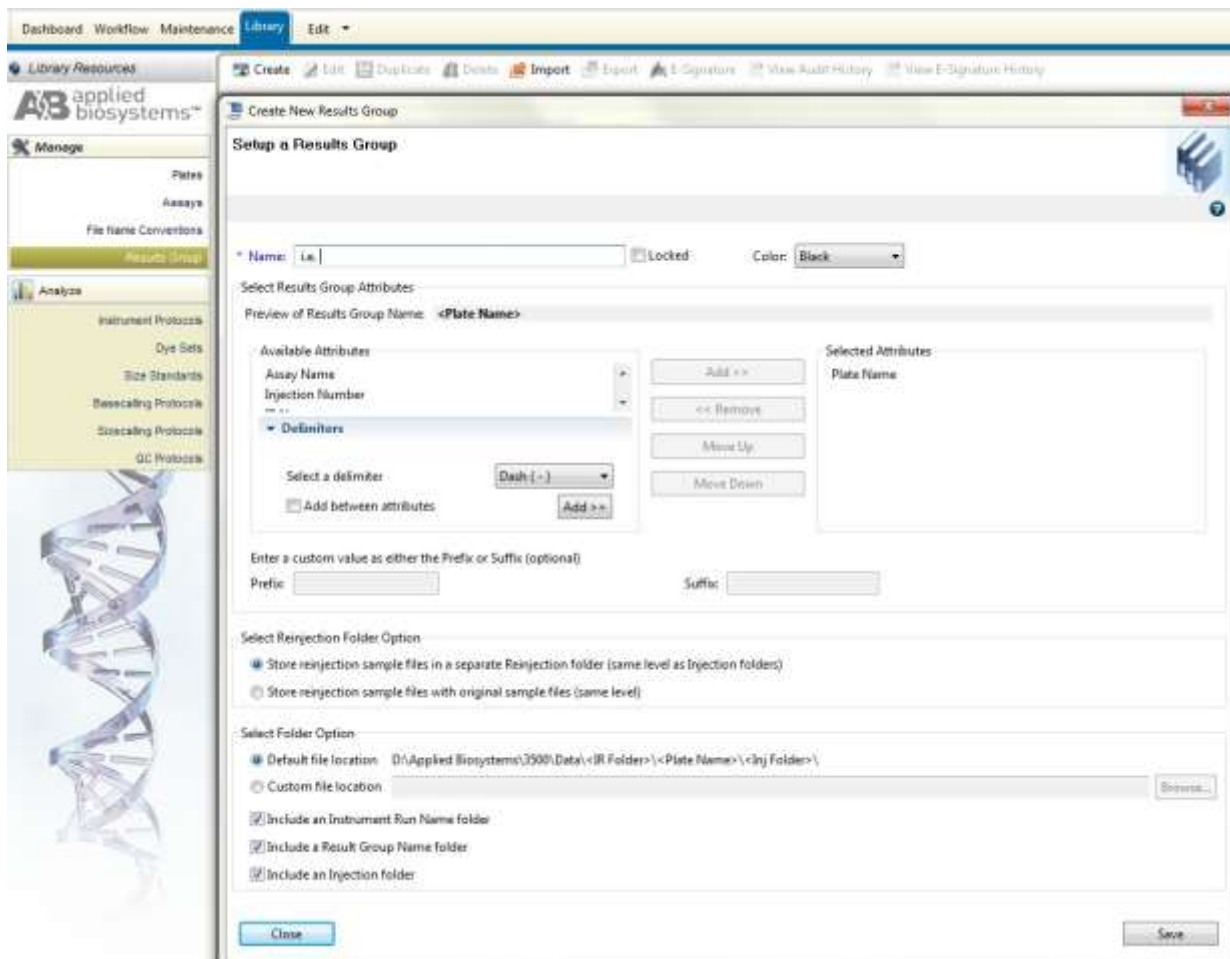 Dashboard Workflow Maintenance Library Edit
Library Resources
Create Edit Duplicate Delete Import Export E-Signature View Audit History View E-Signature History
AB applied biosystems™
Create New Results Group
Manage
Setup a Results Group
Plates
Assays
File Name Conventions
Results Group
* Name: i.e. Locked Color: Black
Analyze
Instrument Protocols
Dye Sets
Size Standards
Basecalling Protocols
Sizecalling Protocols
QC Protocols
Select Results Group Attributes
Preview of Results Group Name: <Plate Name>
Available Attributes
Assay Name
Injection Number
Delimiters
Select a delimiter Dash ( - )
Add between attributes Add >>
Add >>
<< Remove
Move Up
Move Down
Selected Attributes
Plate Name
Enter a custom value as either the Prefix or Suffix (optional)
Prefix: Suffix:
Select Reinjection Folder Option
Store reinjection sample files in a separate Reinjection folder (same level as Injection folders)
Store reinjection sample files with original sample files (same level)
Select Folder Option
Default file location D:\Applied Biosystems\3500\Data\<IR Folder>\<Plate Name>\<Inj Folder>\
Custom file location Browse...
Include an Instrument Run Name folder
Include a Result Group Name folder
Include an Injection folder
Close Save